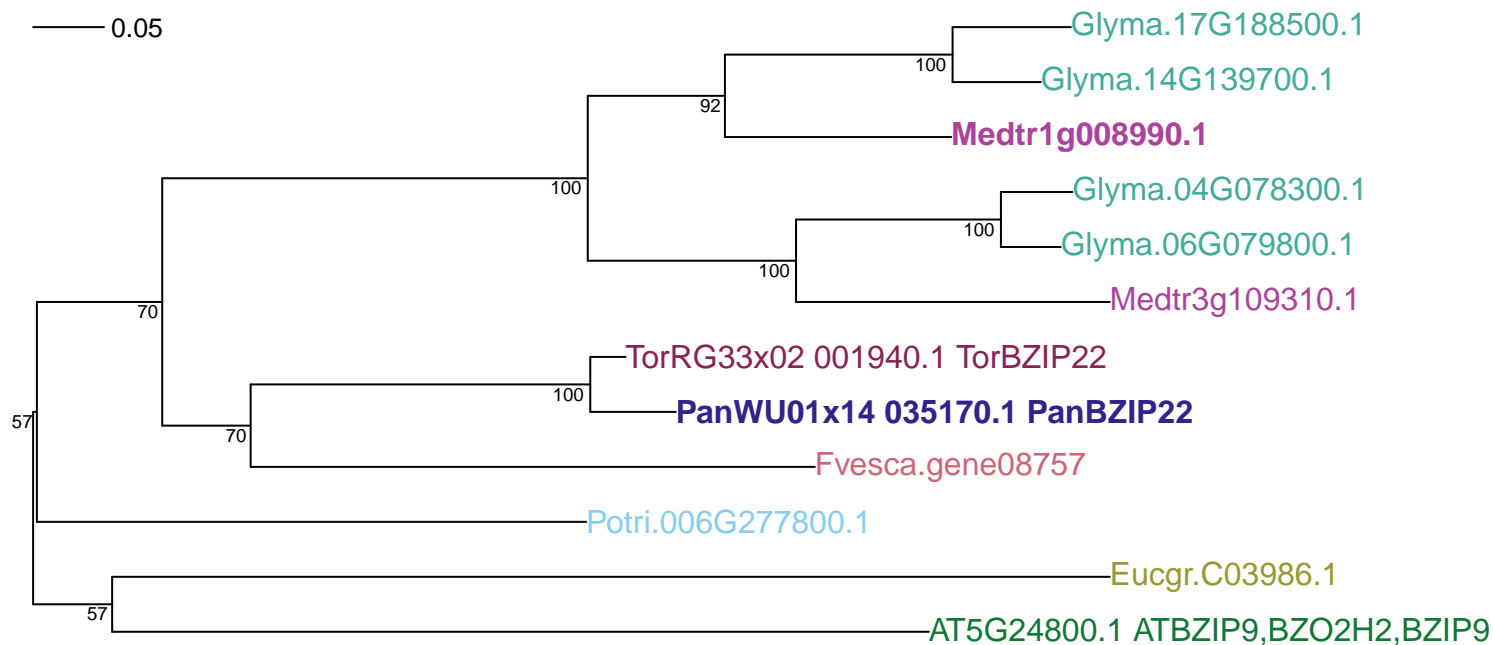 0.05
Glyma.17G188500.1
100
Glyma.14G139700.1
92
Medtr1g008990.1
100
Glyma.04G078300.1
100
Glyma.06G079800.1
100
Medtr3g109310.1
70
TorRG33x02 001940.1 TorBZIP22
100
PanWU01x14 035170.1 PanBZIP22
57
70
Fvesca.gene08757
Potri.006G277800.1
Eucgr.C03986.1
57
AT5G24800.1 ATBZIP9,BZO2H2,BZIP9